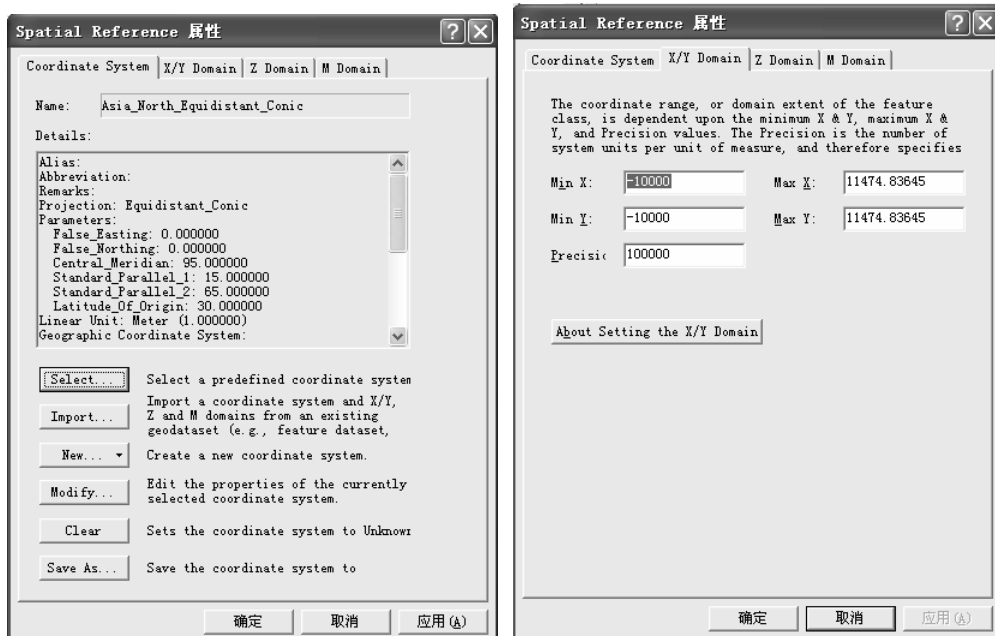 Spatial Reference 属性
Coordinate System X/Y Domain Z Domain M Domain
Name: Asia_North_Equidistant_Conic
Details:
Alias:
Abbreviation:
Remarks:
Projection: Equidistant_Conic
Parameters:
False_Easting: 0.000000
False_Northing: 0.000000
Central_Meridian: 95.000000
Standard_Parallel_1: 15.000000
Standard_Parallel_2: 65.000000
Latitude_Of_Origin: 30.000000
Linear Unit: Meter (1.000000)
Geographic Coordinate System:
Select... Select a predefined coordinate system
Import... Import a coordinate system and X/Y,
Z and M domains from an existing
geodataset (e.g., feature dataset,
New... Create a new coordinate system.
Modify... Edit the properties of the currently
selected coordinate system.
Clear Sets the coordinate system to Unknow
Save As... Save the coordinate system to
确定 取消 应用(A)
Spatial Reference 属性
Coordinate System X/Y Domain Z Domain M Domain
The coordinate range, or domain extent of the feature
class, is dependent upon the minimum X & Y, maximum X &
Y, and Precision values. The Precision is the number of
system units per unit of measure, and therefore specifies
Min X: -10000 Max X: 11474.83645
Min Y: -10000 Max Y: 11474.83645
Precisic 100000
About Setting the X/Y Domain
确定 取消 应用(A)